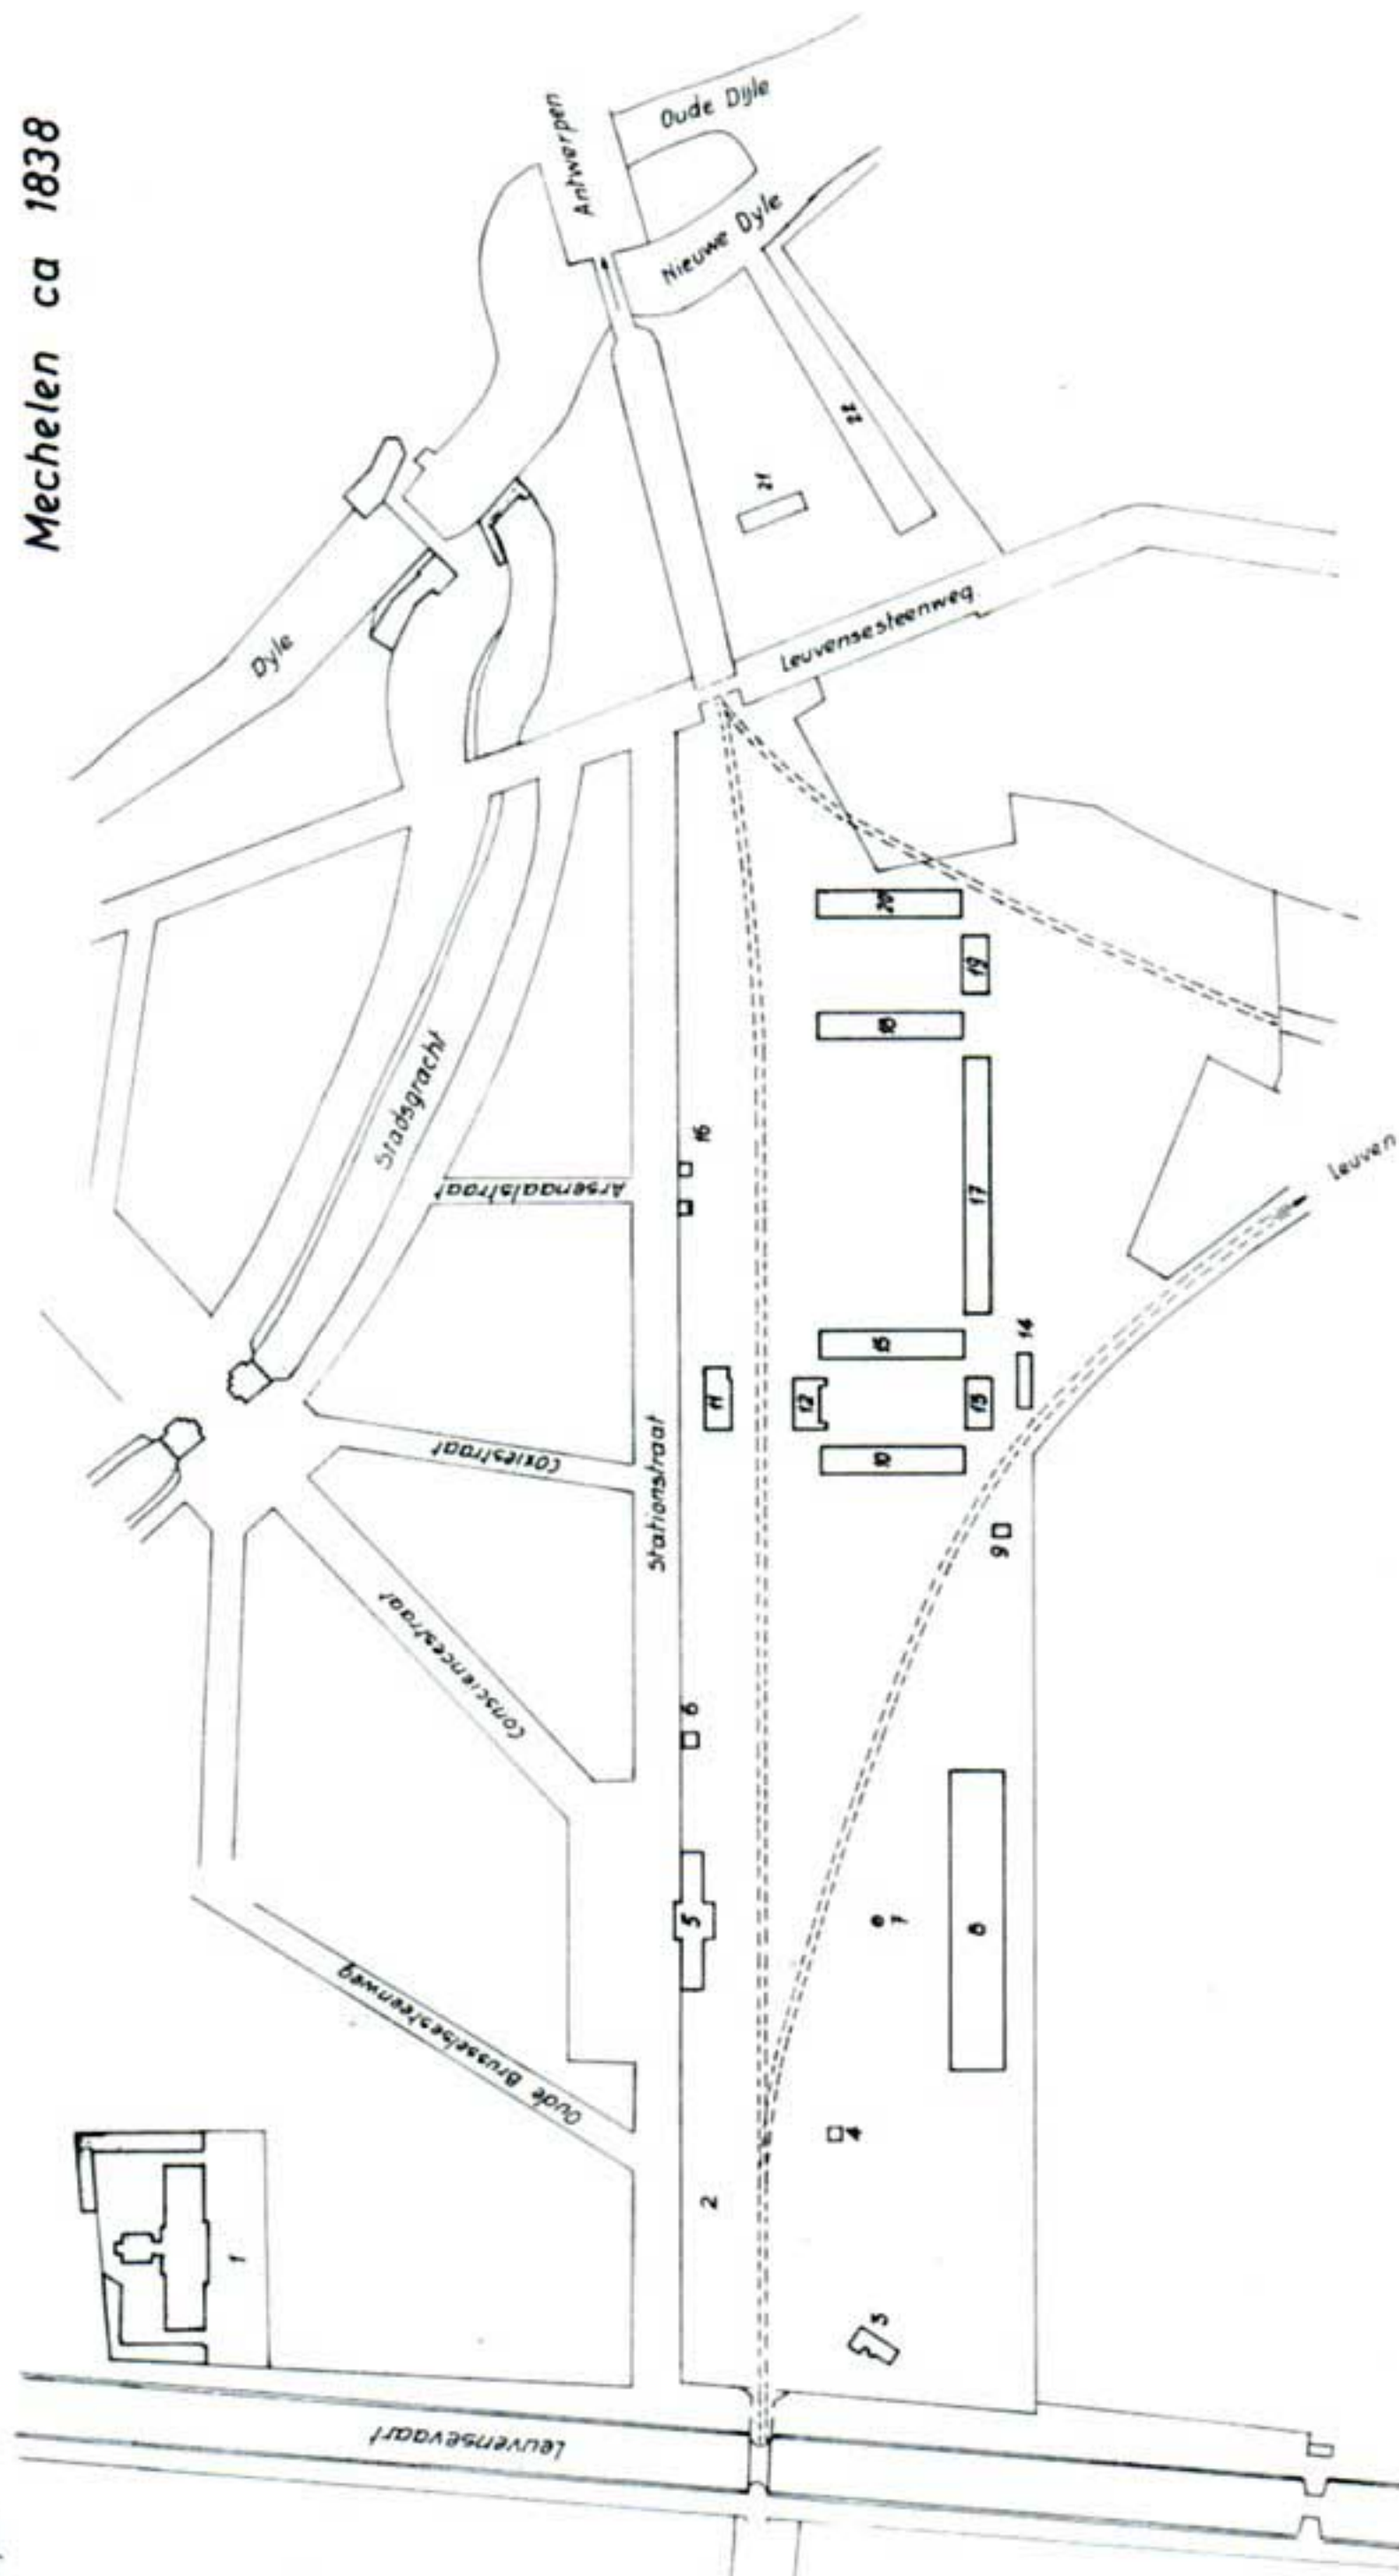 Mechelen ca 1838
Antwerpen
Oude Dijle
Nieuwe Dyle
22
21
Dyle
Leuvensesteenweg
20
19
18
Stadsgracht
16
Arsenaalstraat
17
Leuven
15
14
11
12
13
Coxiestraat
10
Stationstraat
9
Consciencestraat
6
5
7
8
Oude Brusselsesteenweg
4
2
1
3
Leuvensevaart